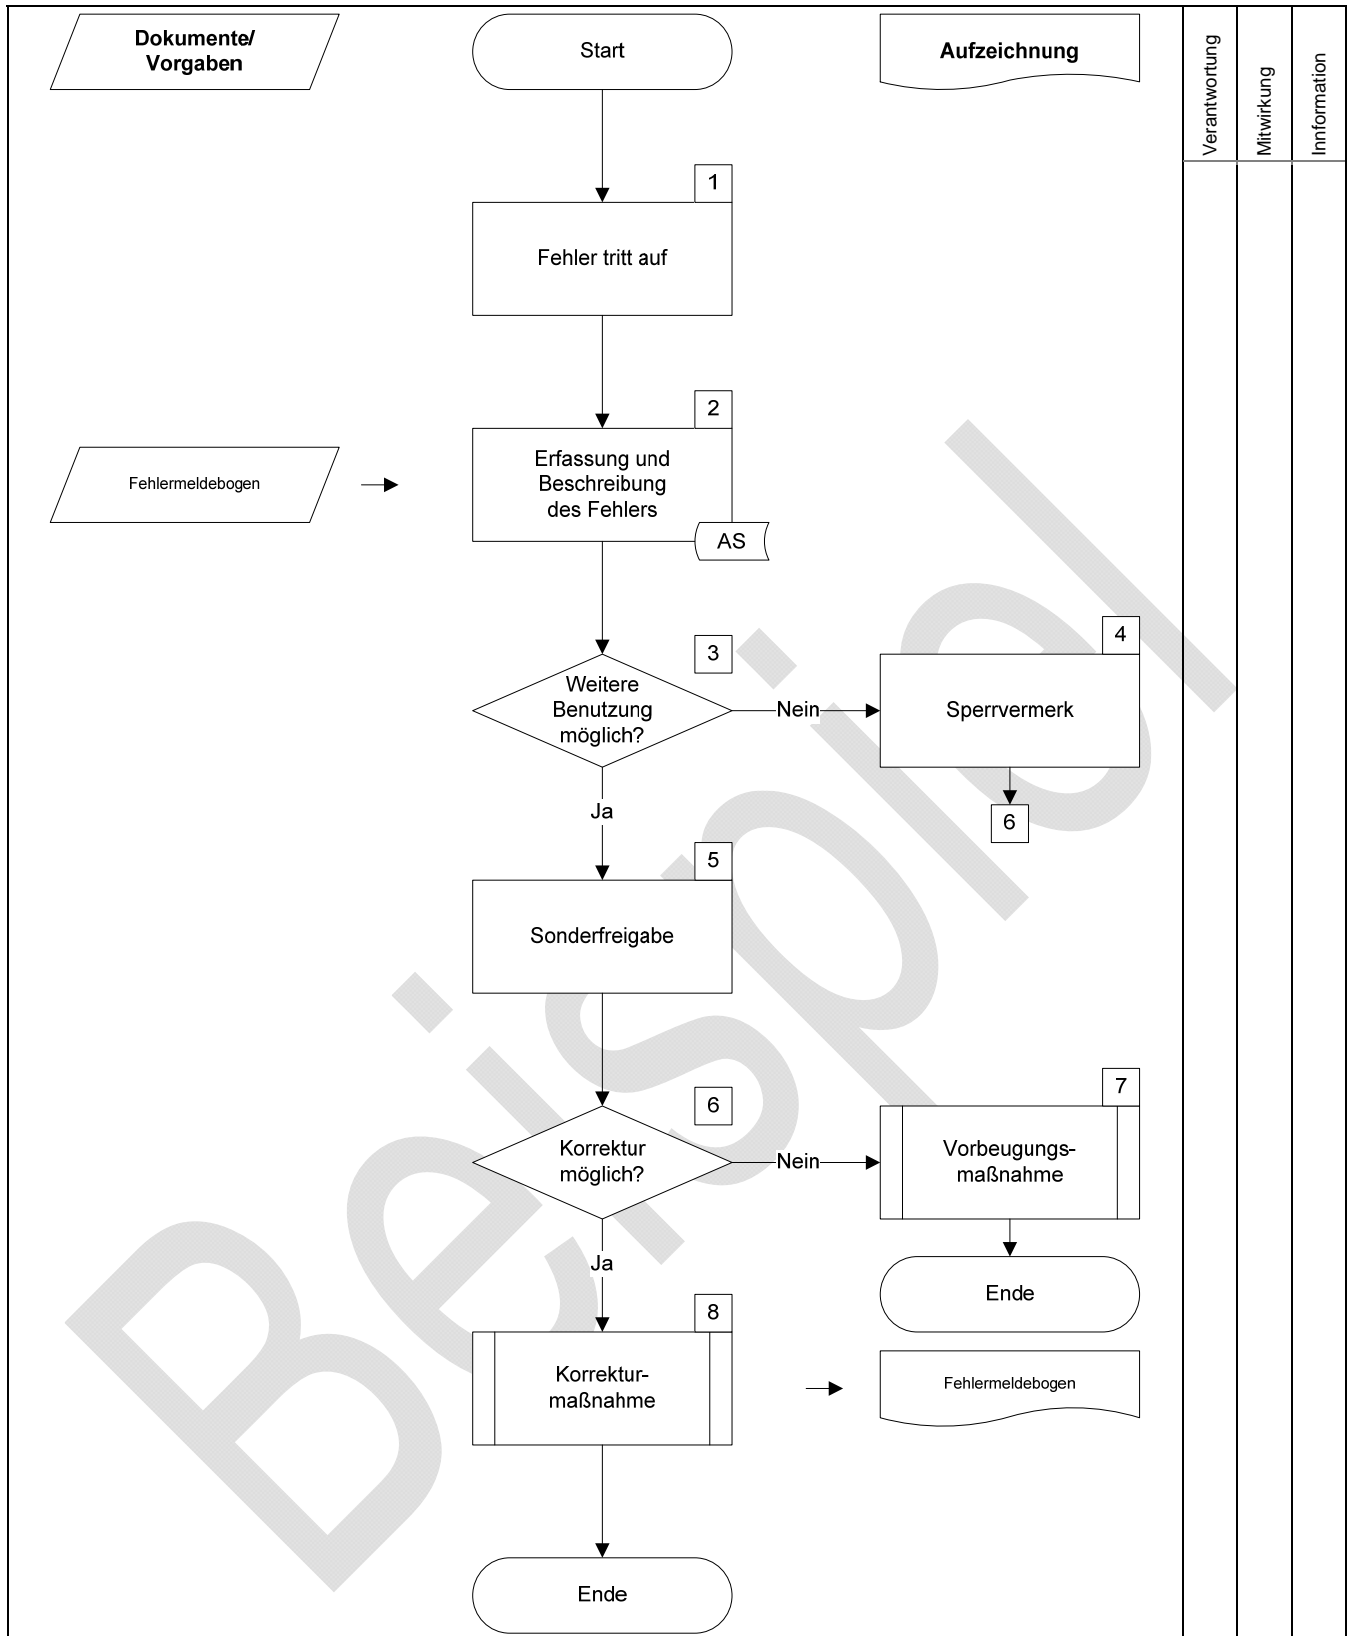 Dokumente/
Vorgaben
Start
Aufzeichnung
Verantwortung
Mitwirkung
Innformation
1
Fehler tritt auf
2
Fehlermeldebogen
Erfassung und
Beschreibung
des Fehlers
AS
3
Weitere
Benutzung
möglich?
Nein
4
Sperrvermerk
6
Ja
5
Sonderfreigabe
6
Korrektur
möglich?
Nein
7
Vorbeugungs-
maßnahme
Ende
Ja
8
Korrektur-
maßnahme
Fehlermeldebogen
Ende
Beispiel